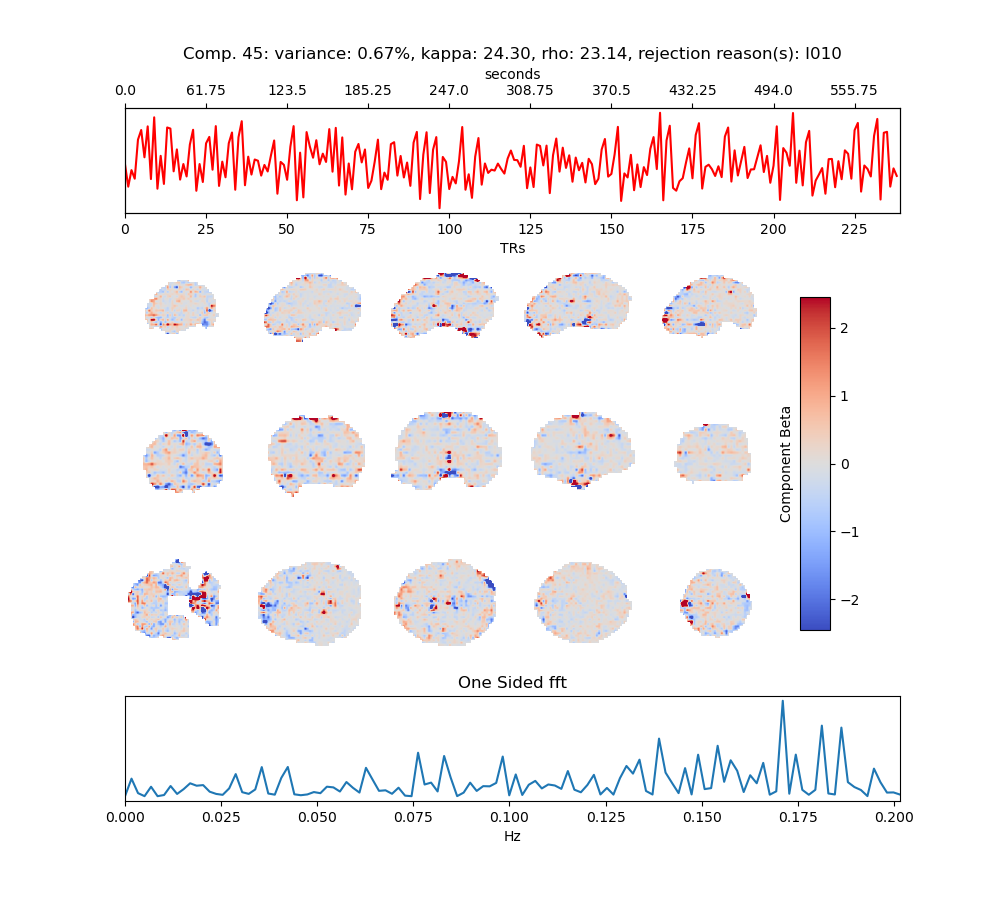 Comp. 45: variance: 0.67%, kappa: 24.30, rho: 23.14, rejection reason(s): I010
seconds
0.0 61.75 123.5 185.25 247.0 308.75 370.5 432.25 494.0 555.75
0 25 50 75 100 125 150 175 200 225
TRs
2
1
0
−1
−2
Component Beta
One Sided fft
0.000 0.025 0.050 0.075 0.100 0.125 0.150 0.175 0.200
Hz